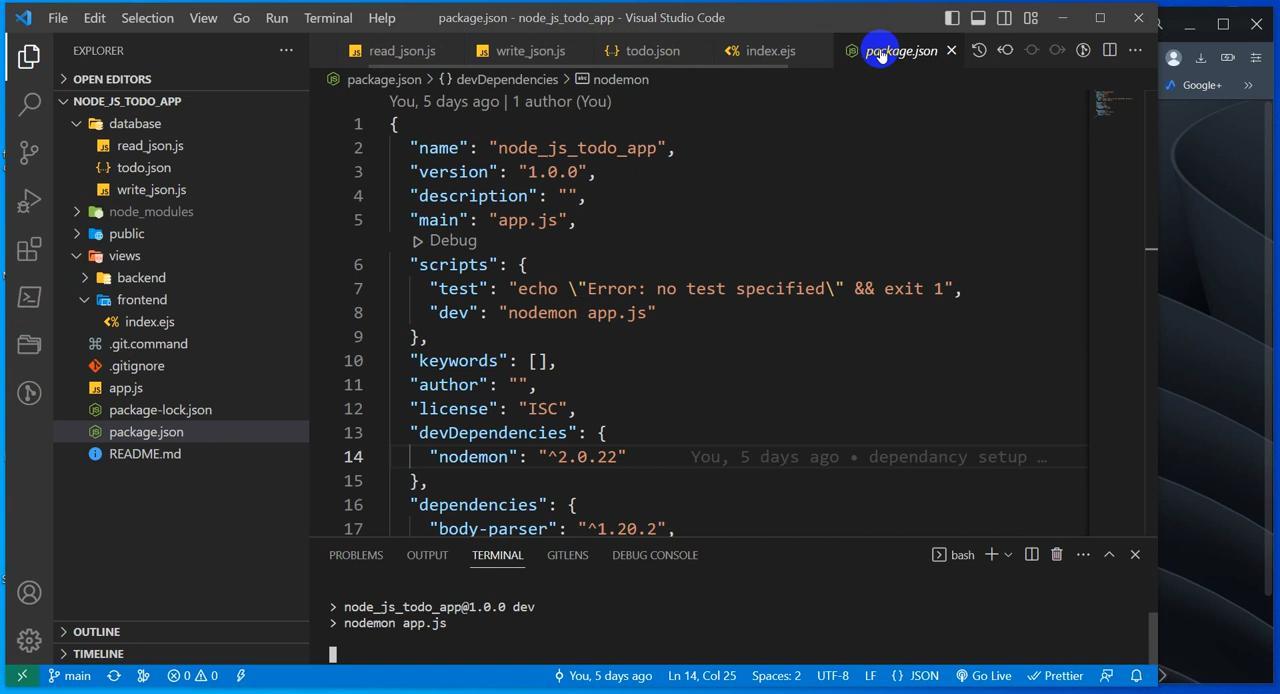 File Edit Selection View Go Run Terminal Help package.json - node_js_todo_app - Visual Studio Code
EXPLORER
OPEN EDITORS
NODE_JS_TODO_APP
database
read_json.js
todo.json
write_json.js
node_modules
public
views
backend
frontend
index.ejs
.git.command
.gitignore
app.js
package-lock.json
package.json
README.md
OUTLINE
TIMELINE
read_json.js write_json.js {} todo.json index.ejs package.json
package.json > {} devDependencies > nodemon
You, 5 days ago | 1 author (You)
1 {
2 "name": "node_js_todo_app",
3 "version": "1.0.0",
4 "description": "",
5 "main": "app.js",
Debug
6 "scripts": {
7 "test": "echo \"Error: no test specified\" && exit 1",
8 "dev": "nodemon app.js"
9 },
10 "keywords": [],
11 "author": "",
12 "license": "ISC",
13 "devDependencies": {
14 "nodemon": "^2.0.22" You, 5 days ago • dependancy setup …
15 },
16 "dependencies": {
17 "body-parser": "^1.20.2",
PROBLEMS OUTPUT TERMINAL GITLENS DEBUG CONSOLE bash
> node_js_todo_app@1.0.0 dev
> nodemon app.js
main 0 0 You, 5 days ago Ln 14, Col 25 Spaces: 2 UTF-8 LF {} JSON Go Live Prettier
Google+